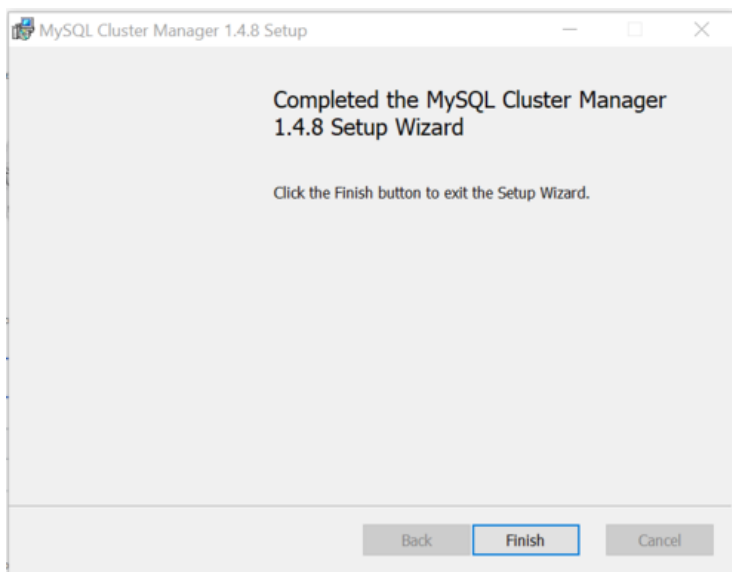 MySQL Cluster Manager 1.4.8 Setup
Completed the MySQL Cluster Manager
1.4.8 Setup Wizard
Click the Finish button to exit the Setup Wizard.
Back
Finish
Cancel